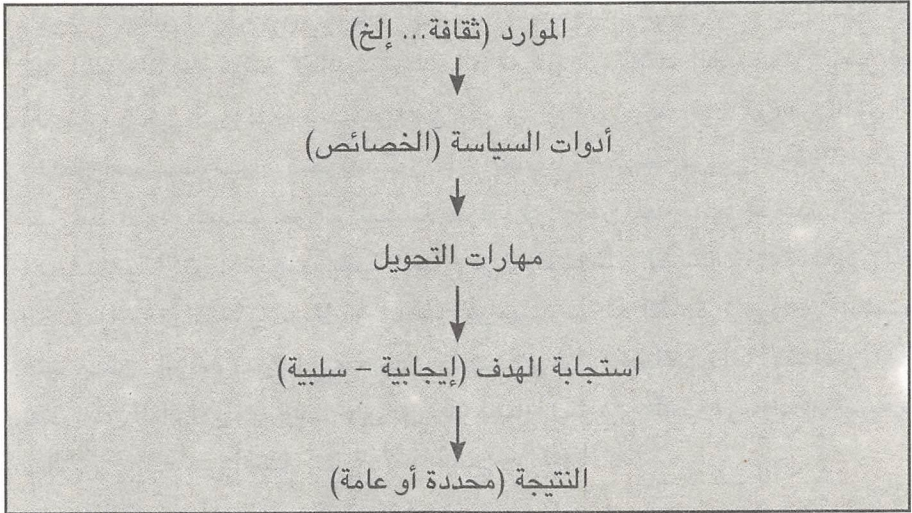 الموارد (ثقافة... إلخ)
أدوات السياسة (الخصائص)
مهارات التحويل
استجابة الهدف (إيجابية – سلبية)
النتيجة (محددة أو عامة)